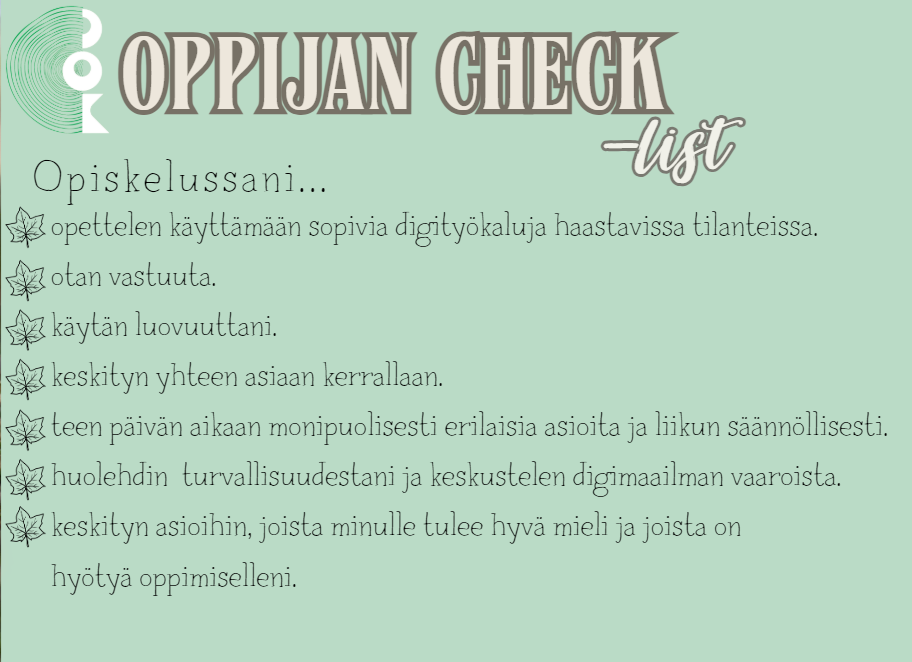 POK
OPPIJAN CHECK
-list
Opiskelussani...
opettelen käyttämään sopivia digityökaluja haastavissa tilanteissa.
otan vastuuta.
käytän luovuuttani.
keskityn yhteen asiaan kerrallaan.
teen päivän aikaan monipuolisesti erilaisia asioita ja liikun säännöllisesti.
huolehdin turvallisuudestani ja keskustelen digimaailman vaaroista.
keskityn asioihin, joista minulle tulee hyvä mieli ja joista on
hyötyä oppimiselleni.